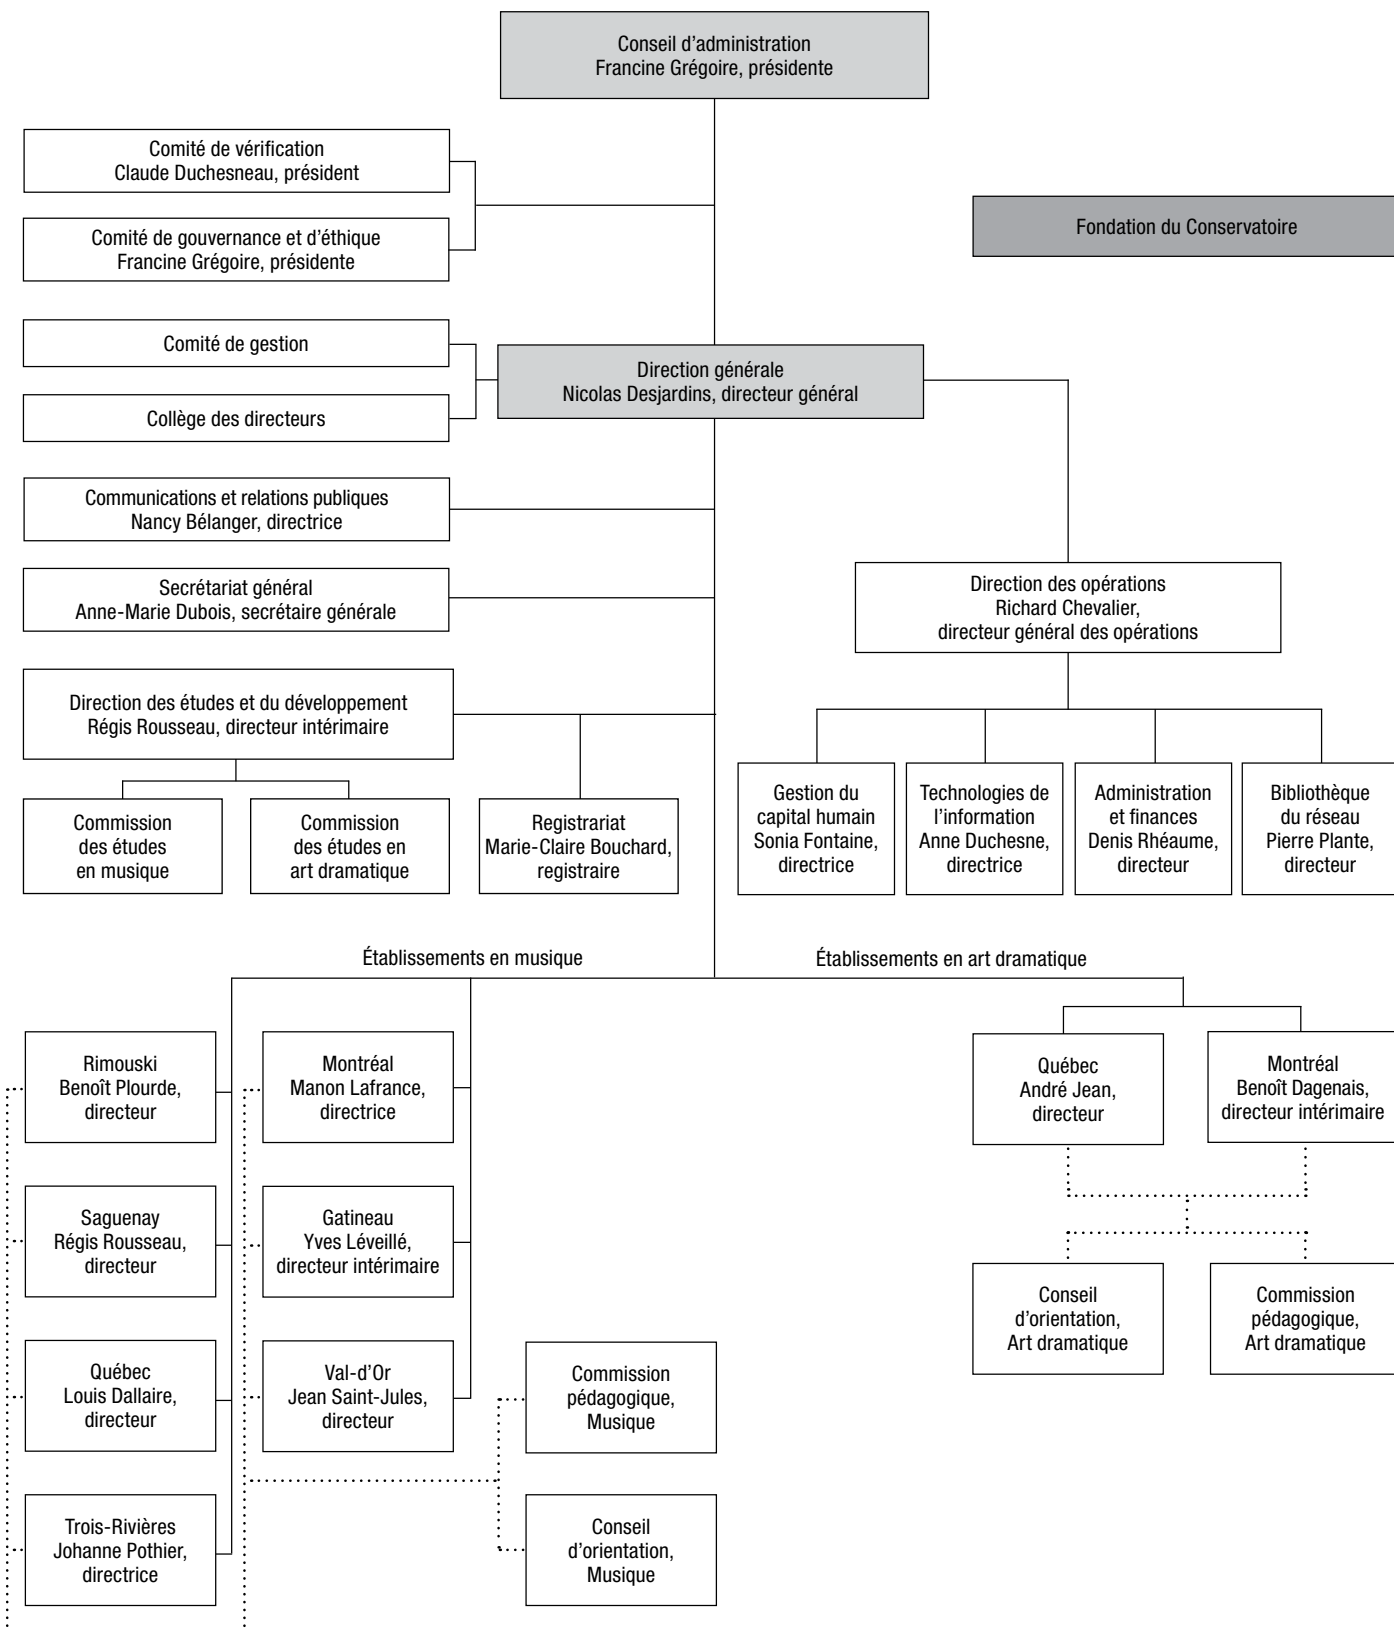 Conseil d’administration
Francine Grégoire, présidente
Comité de vérification
Claude Duchesneau, président
Fondation du Conservatoire
Comité de gouvernance et d’éthique
Francine Grégoire, présidente
Comité de gestion
Direction générale
Nicolas Desjardins, directeur général
Collège des directeurs
Communications et relations publiques
Nancy Bélanger, directrice
Secrétariat général
Anne-Marie Dubois, secrétaire générale
Direction des opérations
Richard Chevalier,
directeur général des opérations
Direction des études et du développement
Régis Rousseau, directeur intérimaire
Commission
des études
en musique
Commission
des études en
art dramatique
Registrariat
Marie-Claire Bouchard,
registraire
Gestion du
capital humain
Sonia Fontaine,
directrice
Technologies de
l’information
Anne Duchesne,
directrice
Administration
et finances
Denis Rhéaume,
directeur
Bibliothèque
du réseau
Pierre Plante,
directeur
Établissements en musique
Établissements en art dramatique
Rimouski
Benoît Plourde,
directeur
Montréal
Manon Lafrance,
directrice
Québec
André Jean,
directeur
Montréal
Benoît Dagenais,
directeur intérimaire
Saguenay
Régis Rousseau,
directeur
Gatineau
Yves Léveillé,
directeur intérimaire
Conseil
d’orientation,
Art dramatique
Commission
pédagogique,
Art dramatique
Québec
Louis Dallaire,
directeur
Val-d’Or
Jean Saint-Jules,
directeur
Commission
pédagogique,
Musique
Trois-Rivières
Johanne Pothier,
directrice
Conseil
d’orientation,
Musique